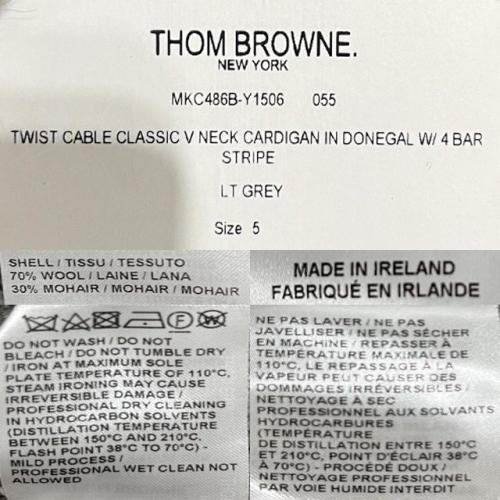 THOM BROWNE.
NEW YORK
MKC486B-Y1506 055
TWIST CABLE CLASSIC V NECK CARDIGAN IN DONEGAL W/ 4 BAR
STRIPE
LT GREY
Size 5
SHELL / TISSU / TESSUTO
70% WOOL / LAINE / LANA
30% MOHAIR / MOHAIR / MOHAIR
DO NOT WASH / DO NOT
BLEACH / DO NOT TUMBLE DRY
/ IRON AT MAXIMUM SOLE
PLATE TEMPERATURE OF 110°C,
STEAM IRONING MAY CAUSE
IRREVERSIBLE DAMAGE /
PROFESSIONAL DRY CLEANING
IN HYDROCARBON SOLVENTS
(DISTILLATION TEMPERATURE
BETWEEN 150°C AND 210°C,
FLASH POINT 38°C TO 70°C) -
MILD PROCESS /
PROFESSIONAL WET CLEAN NOT
ALLOWED
MADE IN IRELAND
FABRIQUÉ EN IRLANDE
NE PAS LAVER / NE PAS
JAVELLISER / NE PAS SÉCHER
EN MACHINE / REPASSER À
TEMPÉRATURE MAXIMALE DE
110°C, LE REPASSAGE À LA
VAPEUR PEUT CAUSER DES
DOMMAGES IRRÉVERSIBLES /
NETTOYAGE À SEC
PROFESSIONNEL AUX SOLVANTS
HYDROCARBURES
(TEMPÉRATURE
DE DISTILLATION ENTRE 150°C
ET 210°C, POINT D'ÉCLAIR 38°C
À 70°C) - PROCÉDÉ DOUX /
NETTOYAGE PROFESSIONNEL
PAR VOIE HUMIDE INTERDIT